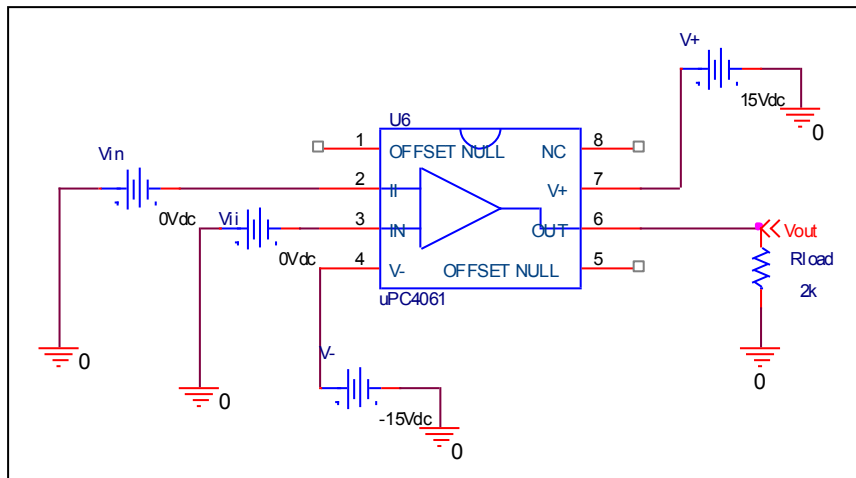 V+
15Vdc
0
U6
1
OFFSET NULL
NC
8
Vin
2
II
V+
7
0Vdc
Vii
3
IN
OUT
6
Vout
0Vdc
4
V-
OFFSET NULL
5
Rload
2k
uPC4061
0
0
V-
-15Vdc
0
0